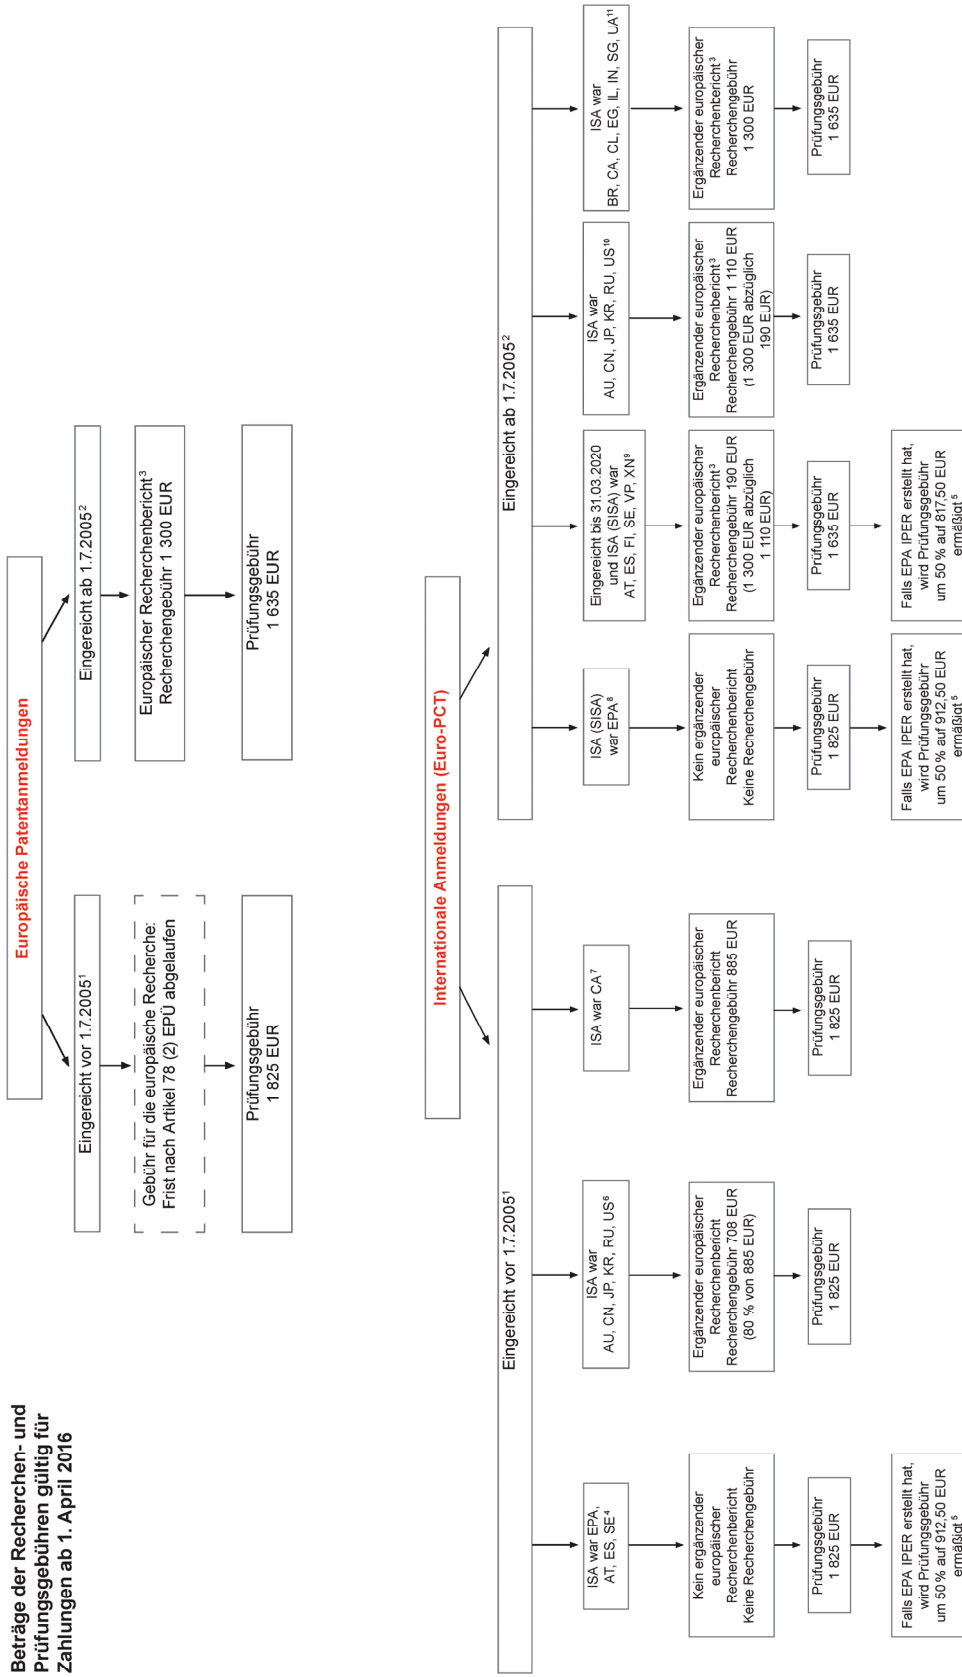 Beträge der Recherchen- und
Prüfungsgebühren gültig für
Zahlungen ab 1. April 2016
Europäische Patentanmeldungen
Eingereicht vor 1.7.2005¹
Gebühr für die europäische Recherche:
Frist nach Artikel 78 (2) EPÜ abgelaufen
Prüfungsgebühr
1 825 EUR
Eingereicht ab 1.7.2005²
Europäischer Recherchenbericht³
Recherchengebühr 1 300 EUR
Prüfungsgebühr
1 635 EUR
Internationale Anmeldungen (Euro-PCT)
Eingereicht vor 1.7.2005¹
ISA war EPA,
AT, ES, SE⁴
Kein ergänzender
europäischer
Recherchenbericht
Keine Recherchengebühr
Prüfungsgebühr
1 825 EUR
Falls EPA IPER erstellt hat,
wird Prüfungsgebühr
um 50 % auf 912,50 EUR
ermäßigt⁵
ISA war
AU, CN, JP, KR, RU, US⁶
Ergänzender europäischer
Recherchenbericht
Recherchengebühr 708 EUR
(80 % von 885 EUR)
Prüfungsgebühr
1 825 EUR
ISA war CA⁷
Ergänzender europäischer
Recherchenbericht
Recherchengebühr 885 EUR
Prüfungsgebühr
1 825 EUR
Eingereicht ab 1.7.2005²
ISA (SISA)
war EPA⁸
Kein ergänzender
europäischer
Recherchenbericht
Keine Recherchengebühr
Prüfungsgebühr
1 825 EUR
Falls EPA IPER erstellt hat,
wird Prüfungsgebühr
um 50 % auf 912,50 EUR
ermäßigt⁵
Eingereicht bis 31.03.2020
und ISA (SISA) war
AT, ES, FI, SE, VP, XN⁹
Ergänzender europäischer
Recherchenbericht³
Recherchengebühr 190 EUR
(1 300 EUR abzüglich
1 110 EUR)
Prüfungsgebühr
1 635 EUR
Falls EPA IPER erstellt hat,
wird Prüfungsgebühr
um 50 % auf 817,50 EUR
ermäßigt⁵
ISA war
AU, CN, JP, KR, RU, US¹⁰
Ergänzender europäischer
Recherchenbericht³
Recherchengebühr 1 110 EUR
(1 300 EUR abzüglich
190 EUR)
Prüfungsgebühr
1 635 EUR
ISA war
BR, CA, CL, EG, IL, IN, SG, UA¹¹
Ergänzender europäischer
Recherchenbericht³
Recherchengebühr
1 300 EUR
Prüfungsgebühr
1 635 EUR